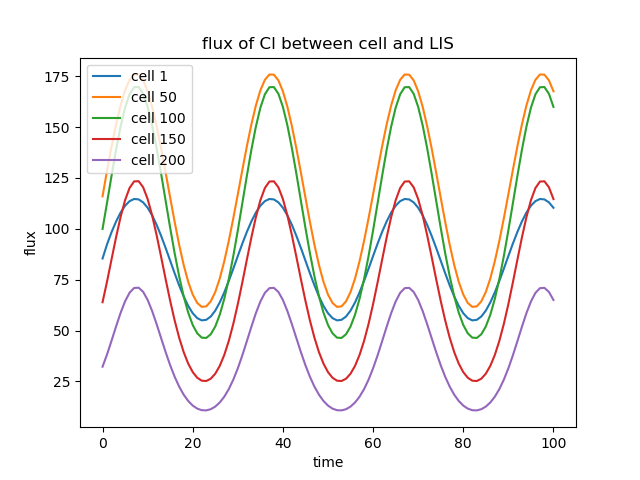 flux of Cl between cell and LIS
cell 1
cell 50
cell 100
cell 150
cell 200
175
150
125
100
75
50
25
flux
0 20 40 60 80 100
time